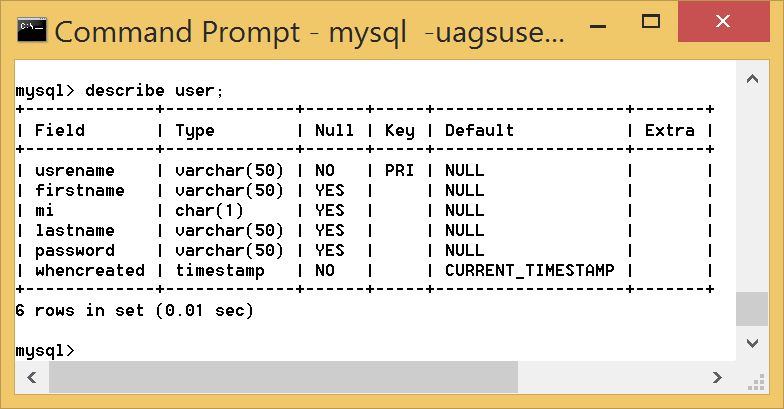 Command Prompt - mysql -uagsuse...
mysql> describe user;
+-------------+-------------+------+-----+-------------------+-------+
| Field       | Type        | Null | Key | Default           | Extra |
+-------------+-------------+------+-----+-------------------+-------+
| usrename    | varchar(50) | NO   | PRI | NULL              |       |
| firstname   | varchar(50) | YES  |     | NULL              |       |
| mi          | char(1)     | YES  |     | NULL              |       |
| lastname    | varchar(50) | YES  |     | NULL              |       |
| password    | varchar(50) | YES  |     | NULL              |       |
| whencreated | timestamp   | NO   |     | CURRENT_TIMESTAMP |       |
+-------------+-------------+------+-----+-------------------+-------+
6 rows in set (0.01 sec)
mysql>